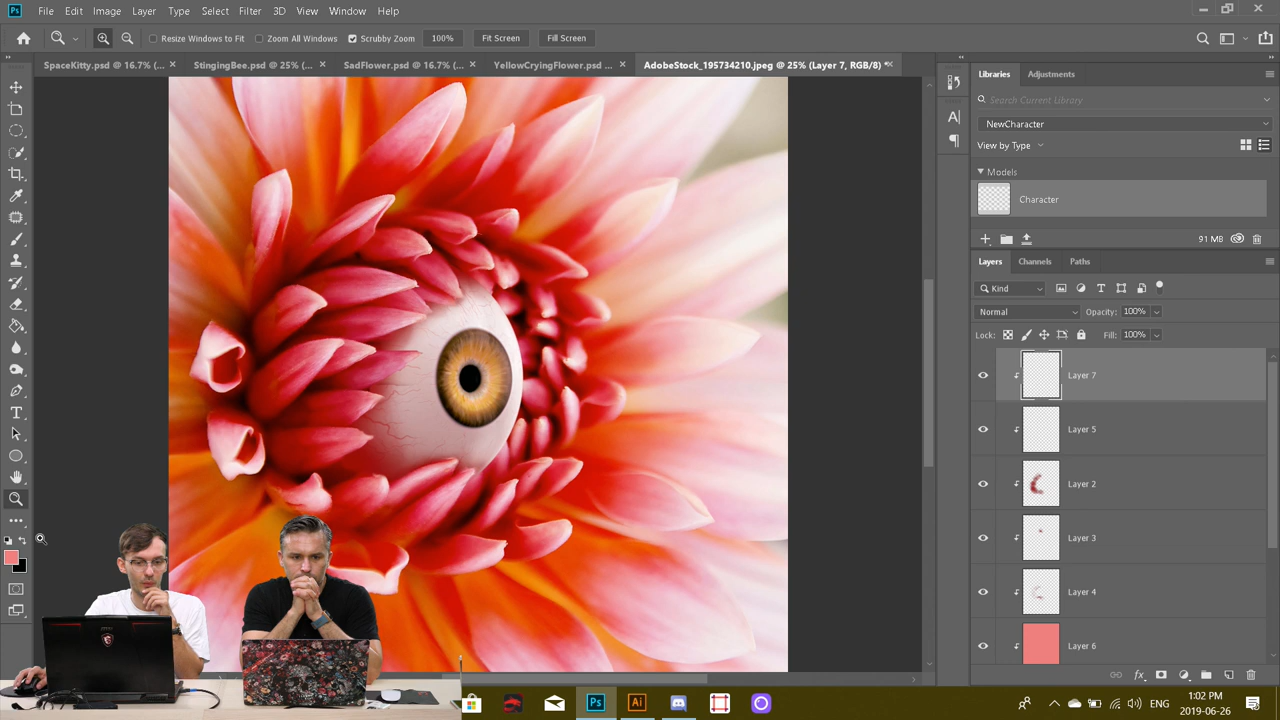 Ps File Edit Image Layer Type Select Filter 3D View Window Help
Resize Windows to Fit Zoom All Windows Scrubby Zoom 100% Fit Screen Fill Screen
SpaceKitty.psd @ 16.7% (... StingingBee.psd @ 25% (... SadFlower.psd @ 16.7% (... YellowCryingFlower.psd ... AdobeStock_195734210.jpeg @ 25% (Layer 7, RGB/8) *
Libraries Adjustments
Search Current Library
NewCharacter
View by Type
Models
Character
91 MB
Layers Channels Paths
Kind
Normal Opacity: 100%
Lock: Fill: 100%
Layer 7
Layer 5
Layer 2
Layer 3
Layer 4
Layer 6
Ps Ai ENG 1:02 PM
2019-06-26